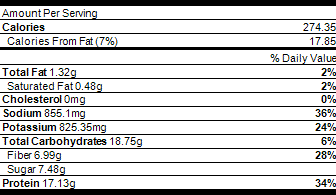 Amount Per Serving
Calories 274.35
Calories From Fat (7%) 17.85
% Daily Value
Total Fat 1.32g 2%
Saturated Fat 0.48g 2%
Cholesterol 0mg 0%
Sodium 855.1mg 36%
Potassium 825.35mg 24%
Total Carbohydrates 18.75g 6%
Fiber 6.99g 28%
Sugar 7.48g
Protein 17.13g 34%